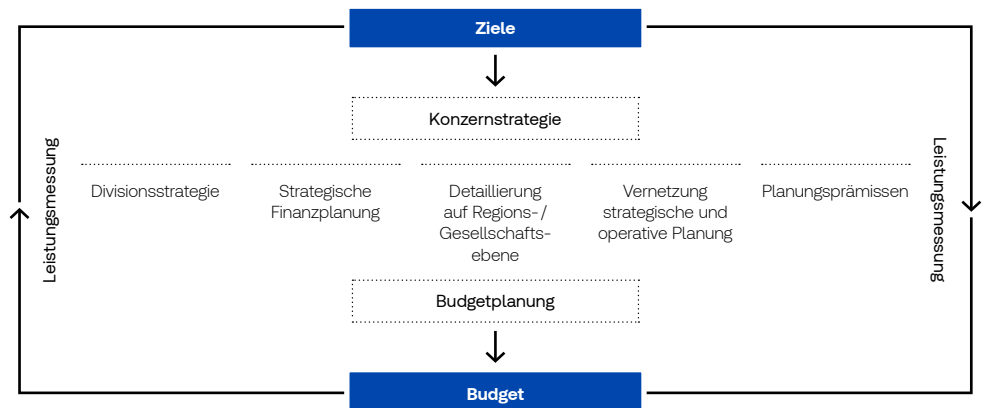 Ziele
Konzernstrategie
Leistungsmessung
Leistungsmessung
Divisionsstrategie
Strategische
Finanzplanung
Detaillierung
auf Regions-/
Gesellschafts-
ebene
Vernetzung
strategische und
operative Planung
Planungsprämissen
Budgetplanung
Budget